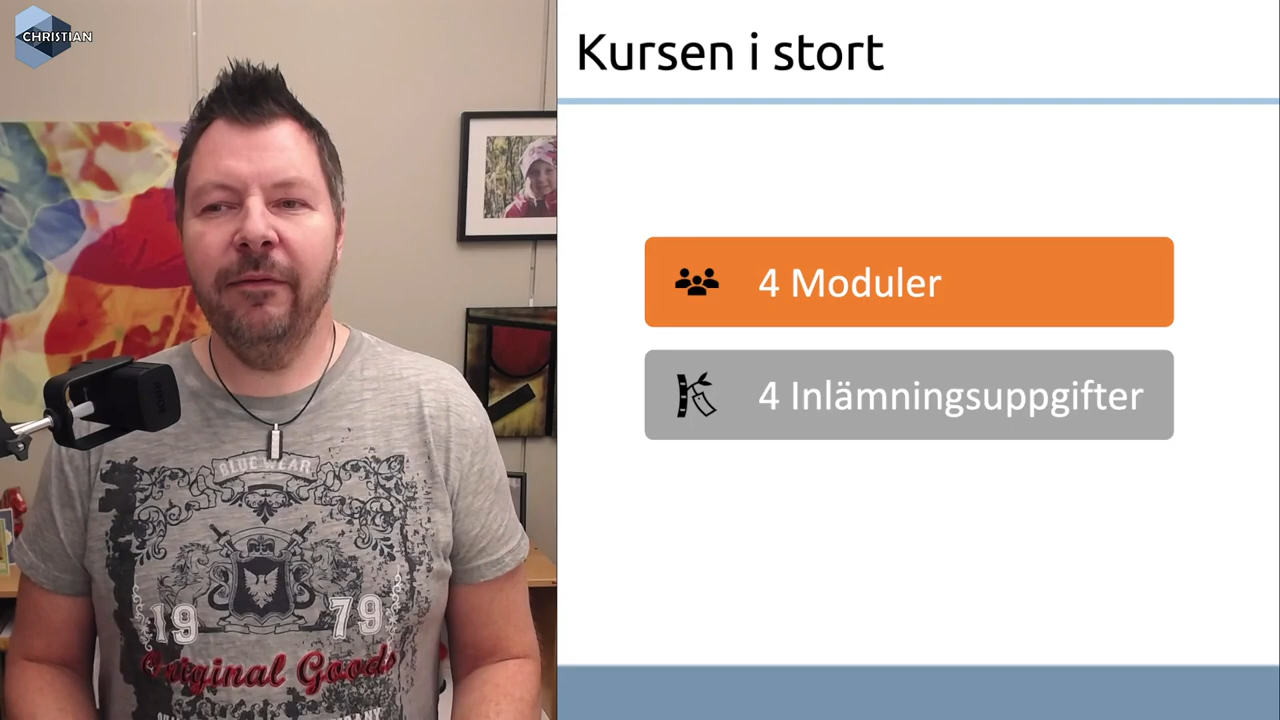 CHRISTIAN
Kursen i stort
4 Moduler
4 Inlämningsuppgifter
BLUE WEAR
19 79
Original Goods